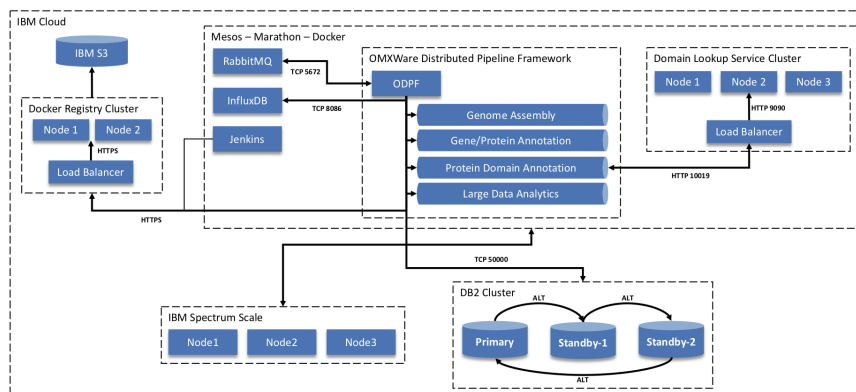 IBM Cloud
IBM S3
Docker Registry Cluster
Node 1
Node 2
HTTPS
Load Balancer
HTTPS
Mesos – Marathon – Docker
RabbitMQ
TCP 5672
InfluxDB
TCP 8086
Jenkins
OMXWare Distributed Pipeline Framework
ODPF
Genome Assembly
Gene/Protein Annotation
Protein Domain Annotation
Large Data Analytics
Domain Lookup Service Cluster
Node 1
Node 2
Node 3
HTTP 9090
Load Balancer
HTTP 10019
TCP 50000
IBM Spectrum Scale
Node1
Node2
Node3
DB2 Cluster
ALT
ALT
Primary
Standby-1
Standby-2
ALT